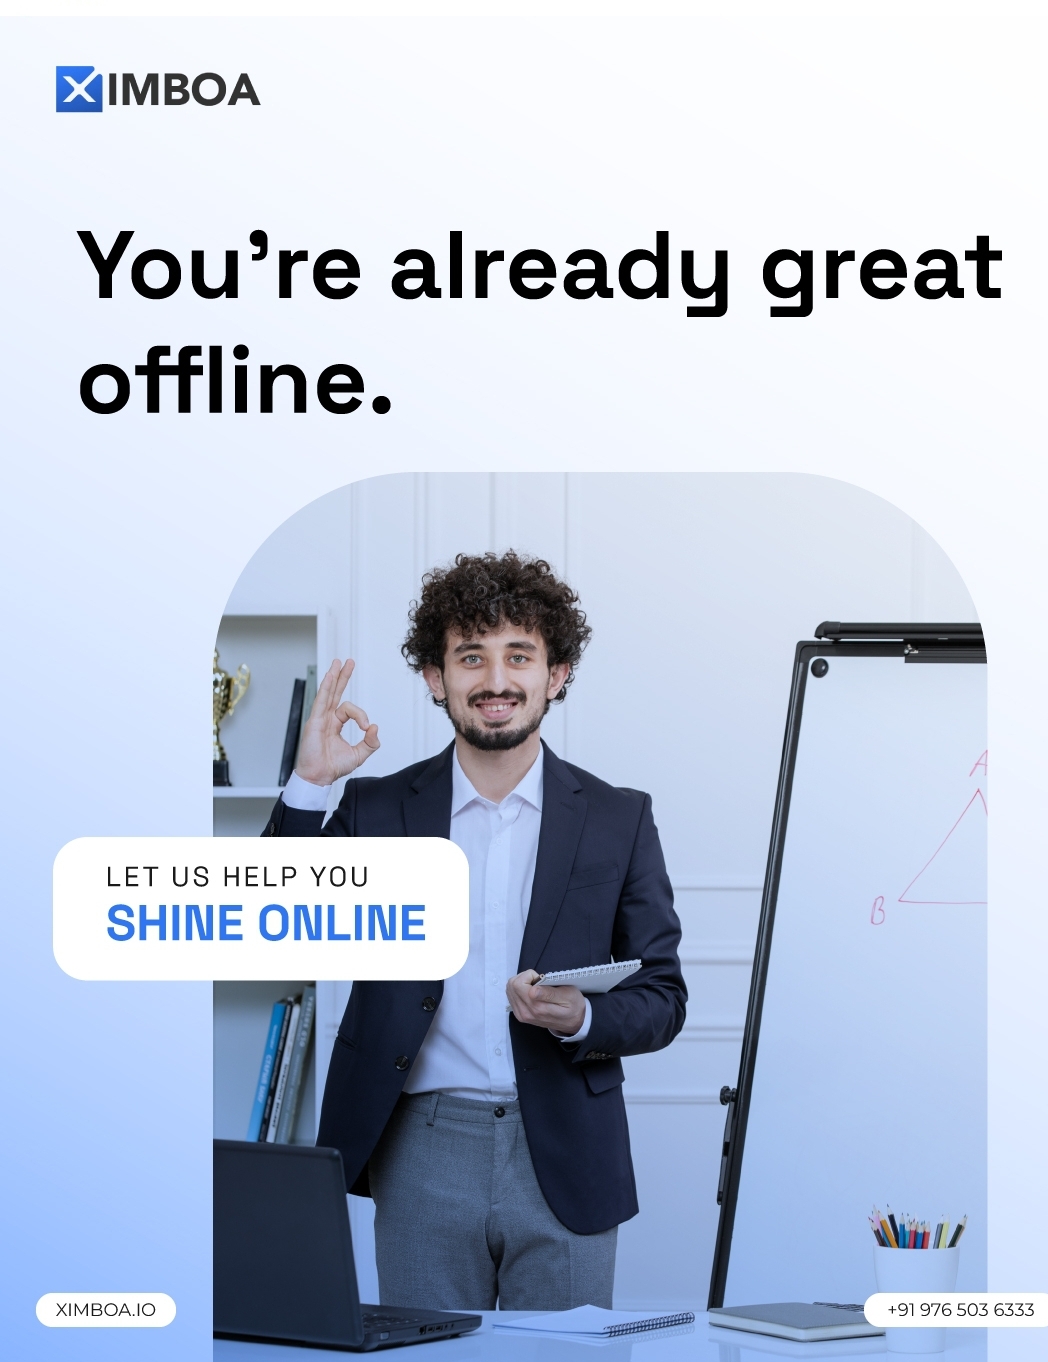 XIMBOA
You're already great
offline.
LET US HELP YOU
SHINE ONLINE
A
B
XIMBOA.IO
+91 976 503 6333